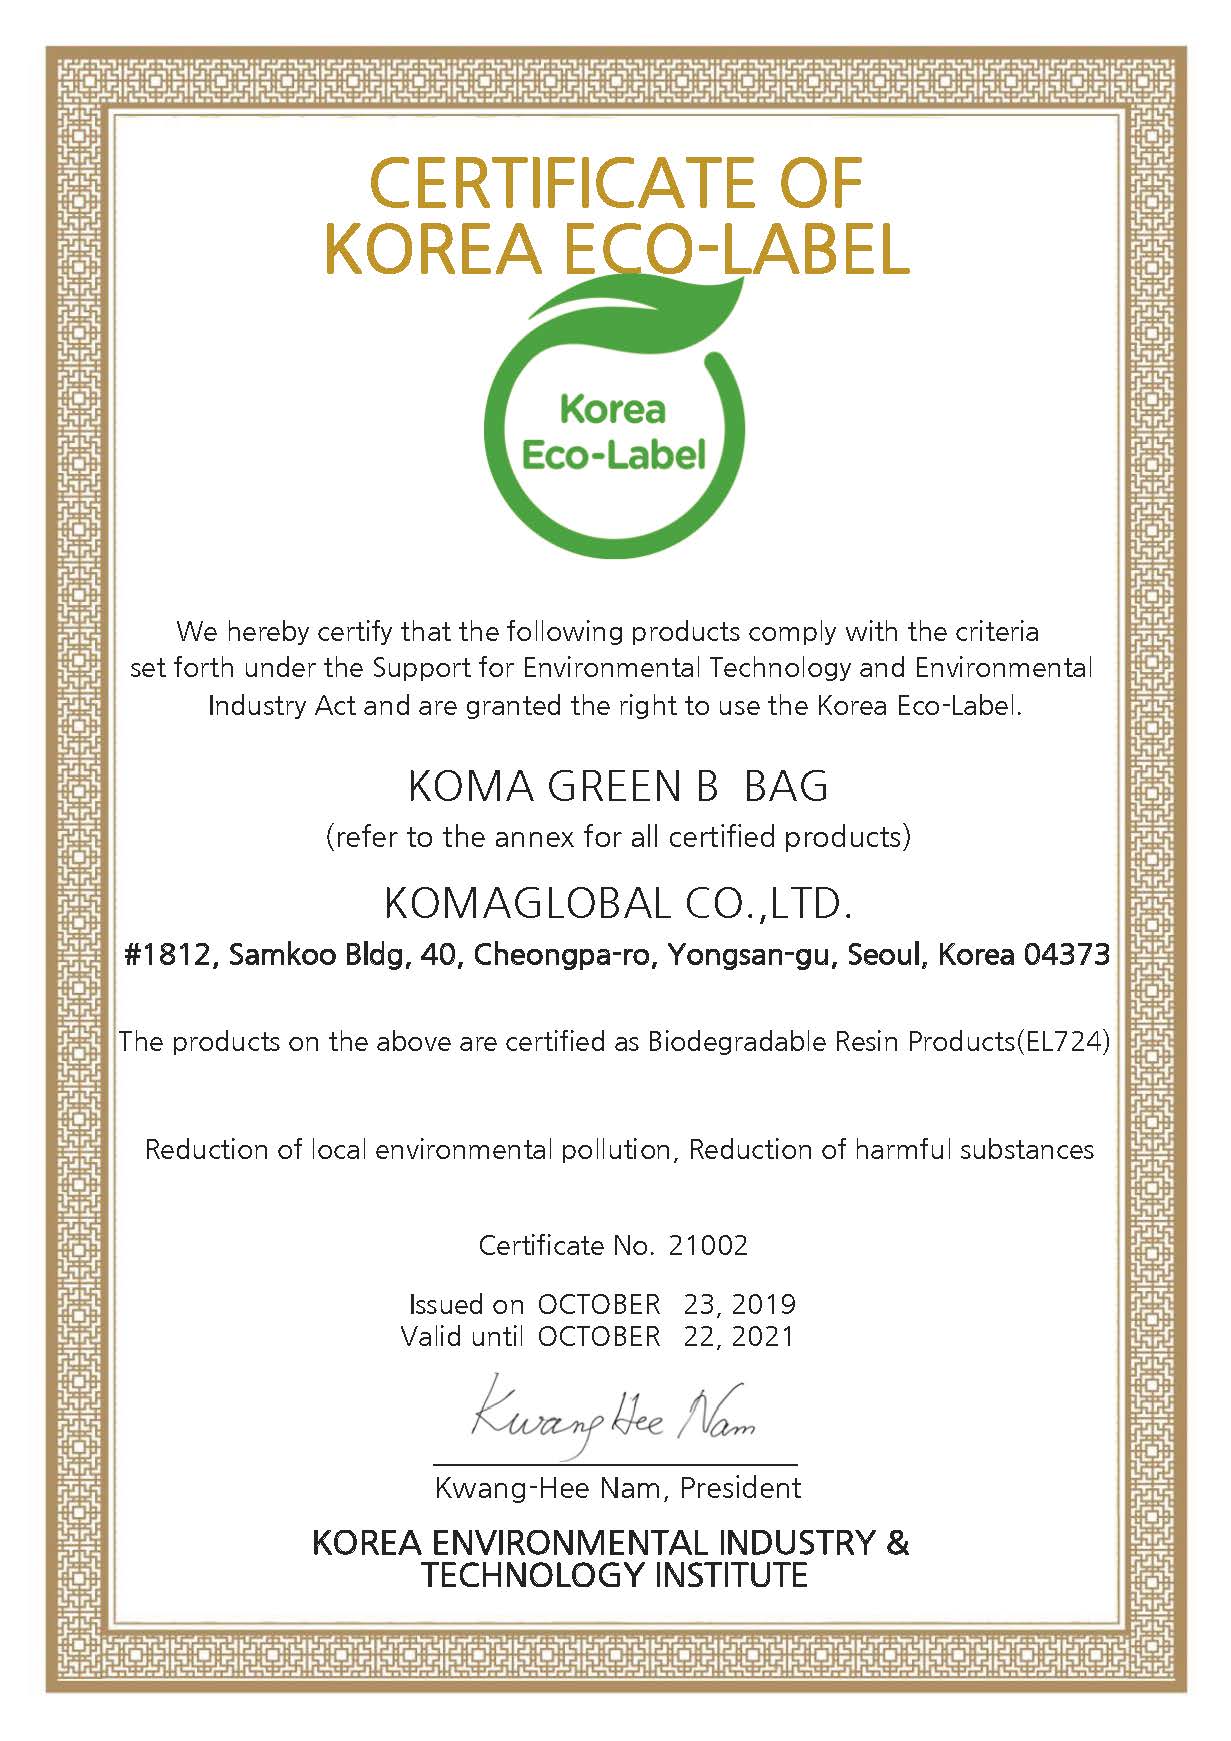 CERTIFICATE OF
KOREA ECO-LABEL
Korea
Eco-Label
We hereby certify that the following products comply with the criteria
set forth under the Support for Environmental Technology and Environmental
Industry Act and are granted the right to use the Korea Eco-Label.
KOMA GREEN B BAG
(refer to the annex for all certified products)
KOMAGLOBAL CO.,LTD.
#1812, Samkoo Bldg, 40, Cheongpa-ro, Yongsan-gu, Seoul, Korea 04373
The products on the above are certified as Biodegradable Resin Products(EL724)
Reduction of local environmental pollution, Reduction of harmful substances
Certificate No. 21002
Issued on OCTOBER 23, 2019
Valid until OCTOBER 22, 2021
Kwang Hee Nam
Kwang-Hee Nam, President
KOREA ENVIRONMENTAL INDUSTRY &
TECHNOLOGY INSTITUTE